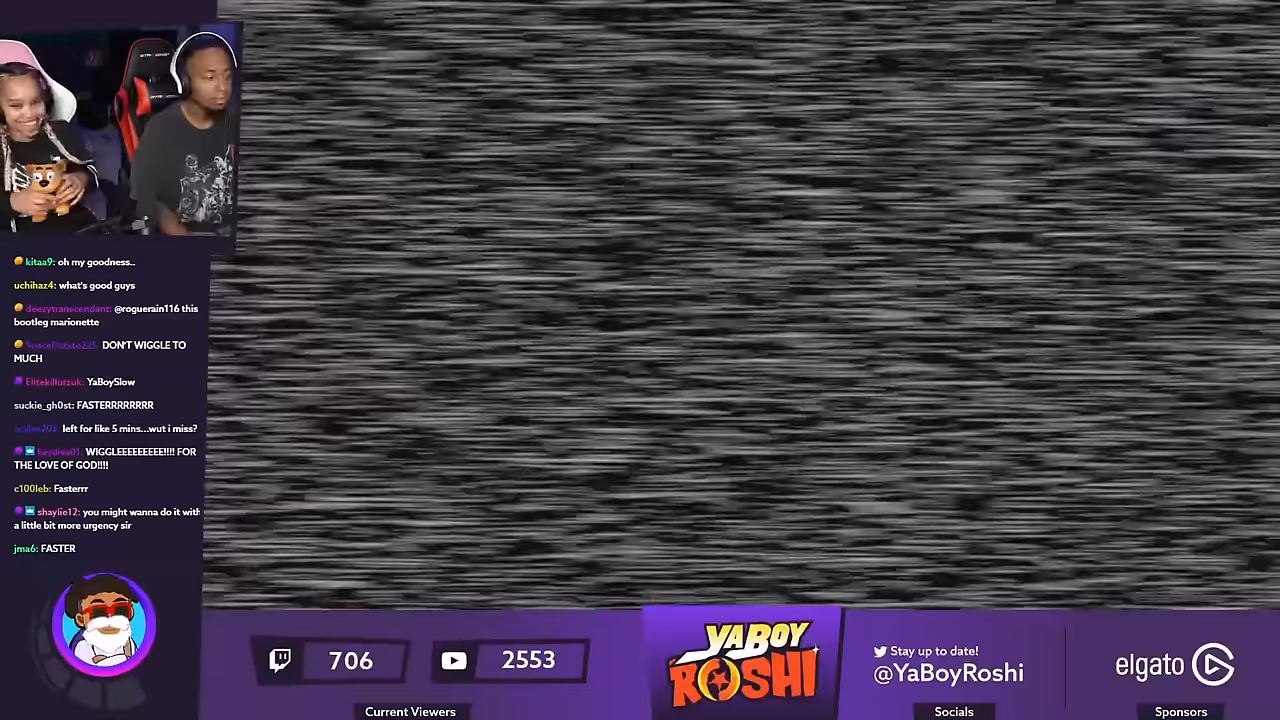 kitaa9: oh my goodness..
uchihaz4: what's good guys
deezytranscendant: @roguerain116 this
bootleg marionette
DON'T WIGGLE TO
MUCH
Elitekillurzuk: YaBoySlow
suckie_gh0st: FASTERRRRRRRR
left for like 5 mins...wut i miss?
WIGGLEEEEEEEEE!!!! FOR
THE LOVE OF GOD!!!!
c100leb: Fasterrr
shaylie12: you might wanna do it with
a little bit more urgency sir
jma6: FASTER
706
2553
Current Viewers
YABOY
ROSHI
Stay up to date!
@YaBoyRoshi
Socials
elgato
Sponsors